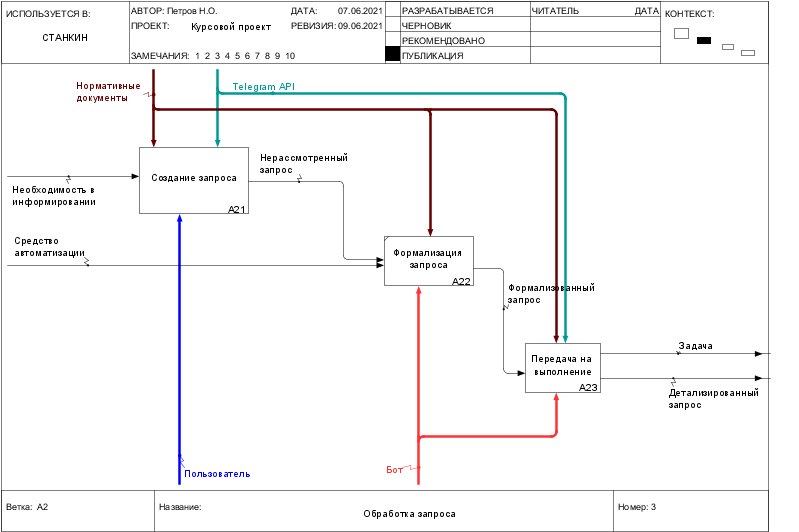 ИСПОЛЬЗУЕТСЯ В:
СТАНКИН
АВТОР: Петров Н.О.
ДАТА: 07.06.2021
ПРОЕКТ: Курсовой проект
РЕВИЗИЯ: 09.06.2021
ЗАМЕЧАНИЯ: 1 2 3 4 5 6 7 8 9 10
РАЗРАБАТЫВАЕТСЯ
ЧЕРНОВИК
РЕКОМЕНДОВАНО
ПУБЛИКАЦИЯ
ЧИТАТЕЛЬ
ДАТА
КОНТЕКСТ:
Нормативные
документы
Telegram API
Создание запроса
A21
Нерассмотренный
запрос
Необходимость в
информировании
Средство
автоматизации
Формализация
запроса
A22
Формализованный
запрос
Передача на
выполнение
A23
Задача
Детализированный
запрос
Пользователь
Бот
Ветка: A2
Название:
Обработка запроса
Номер: 3